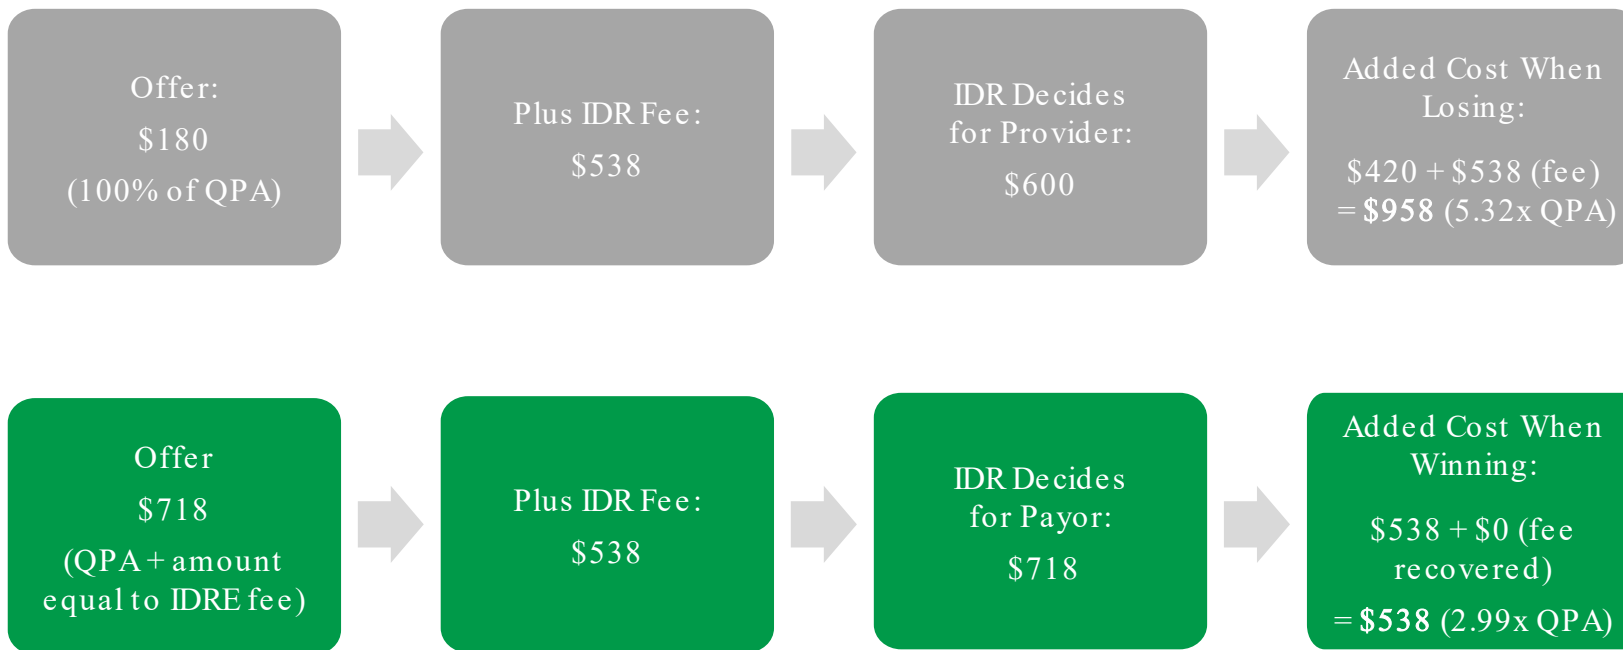 Offer:
$180
(100% of QPA)
Plus IDR Fee:
$538
IDR Decides
for Provider:
$600
Added Cost When
Losing:
$420 + $538 (fee)
= $958 (5.32x QPA)
Offer
$718
(QPA + amount
equal to IDRE fee)
Plus IDR Fee:
$538
IDR Decides
for Payor:
$718
Added Cost When
Winning:
$538 + $0 (fee
recovered)
= $538 (2.99x QPA)